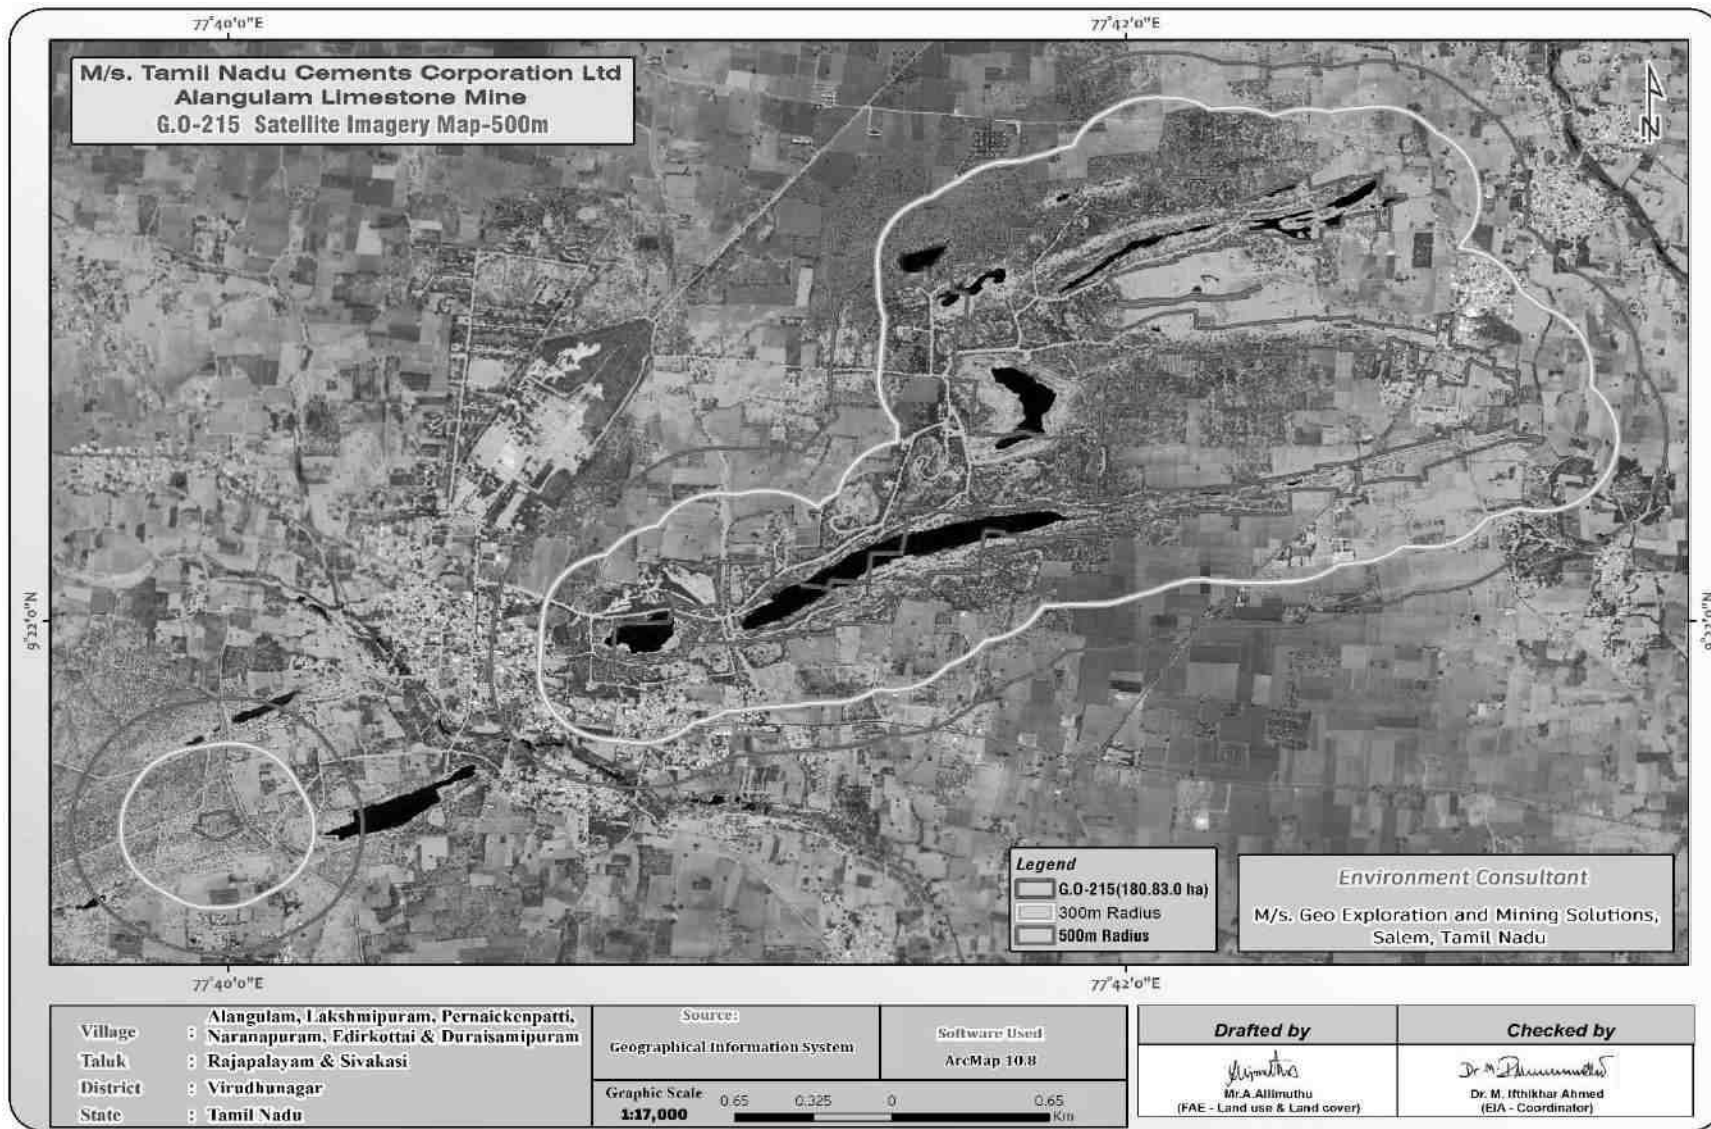 77°40'0"E
77°42'0"E
M/s. Tamil Nadu Cements Corporation Ltd
Alangulam Limestone Mine
G.O-215 Satellite Imagery Map-500m
N
9°22'0"N
9°22'0"N
Legend
G.O-215(180.83.0 ha)
300m Radius
500m Radius
Environment Consultant
M/s. Geo Exploration and Mining Solutions,
Salem, Tamil Nadu
77°40'0"E
77°42'0"E
Village : Alangulam, Lakshmipuram, Pernaickenpatti,
Naranapuram, Edirkottai & Duraisamipuram
Taluk : Rajapalayam & Sivakasi
District : Virudhunagar
State : Tamil Nadu
Source:
Geographical Information System
Software Used
ArcMap 10.8
Graphic Scale
1:17,000
0.65 0.325 0 0.65
Km
Drafted by
Mr.A.Allimuthu
(FAE - Land use & Land cover)
Checked by
Dr. M.
Dr. M. Ifthikhar Ahmed
(EIA - Coordinator)